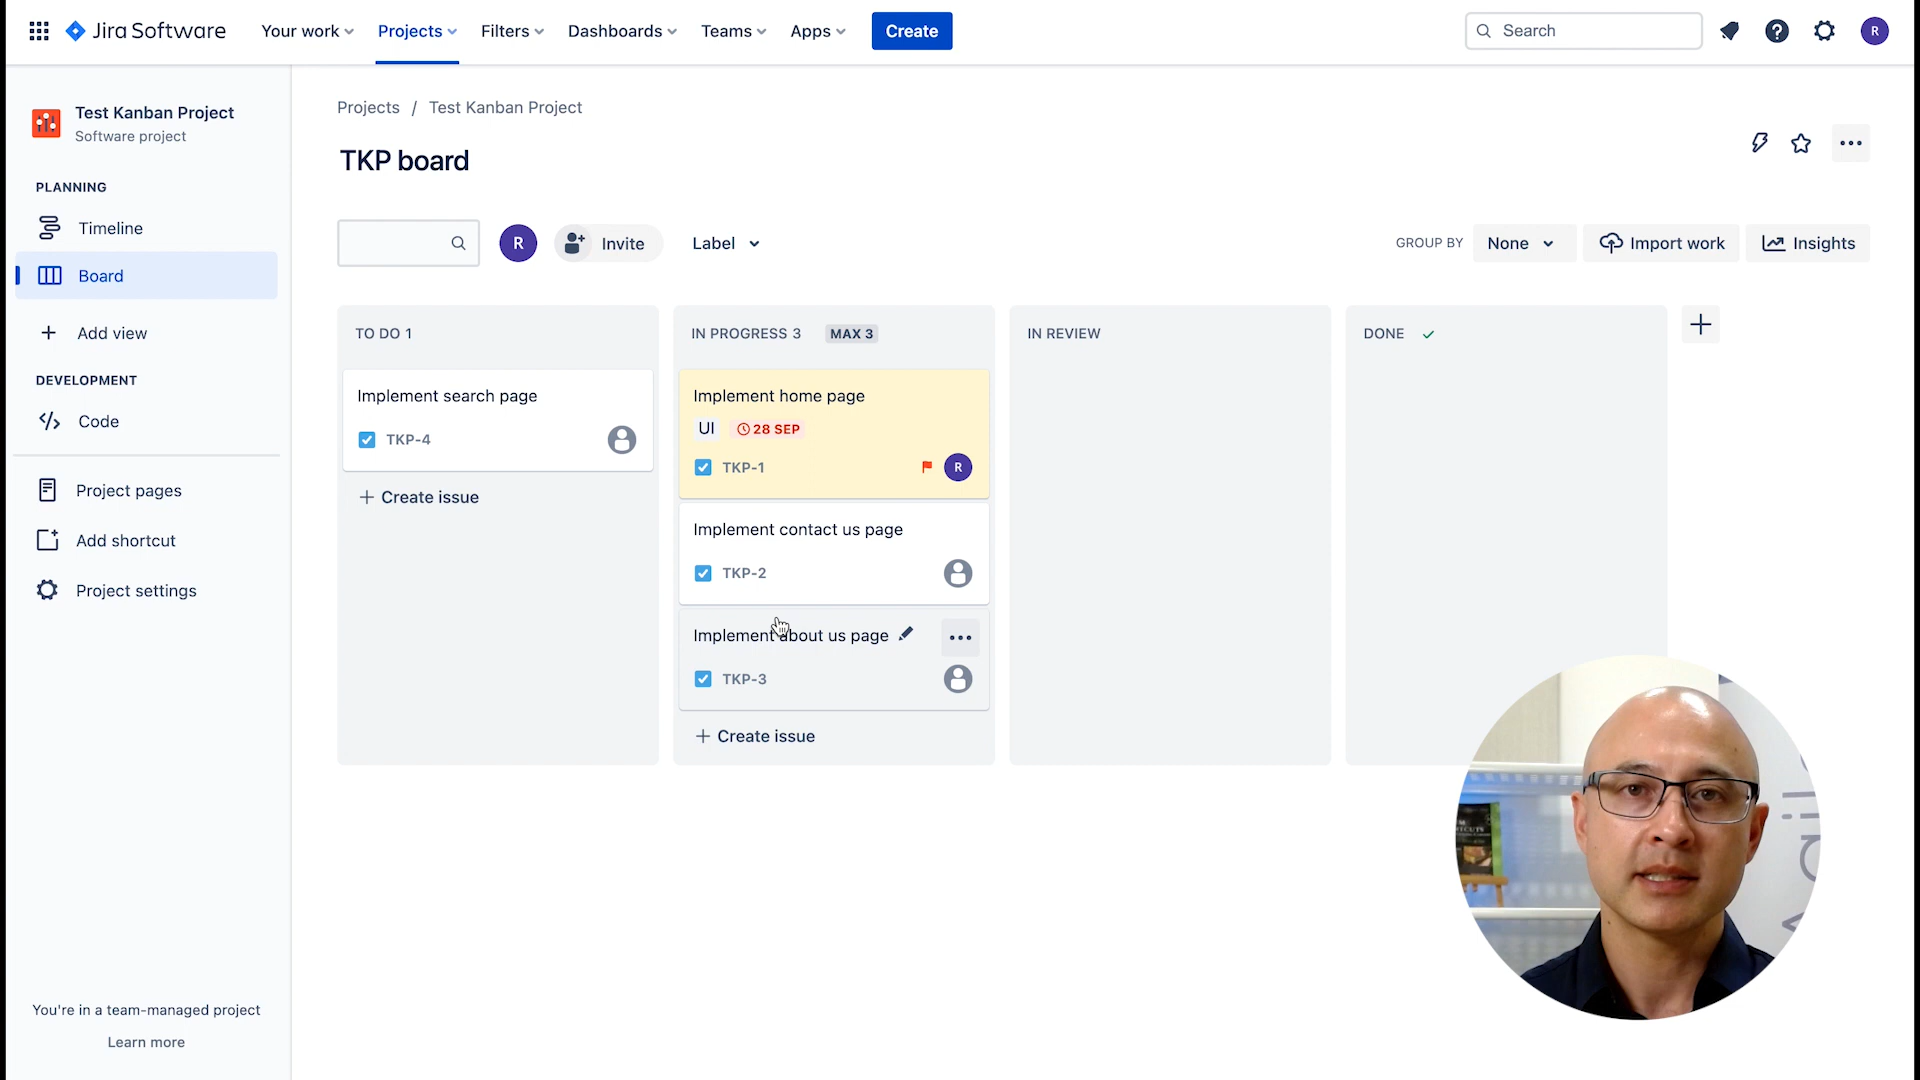 Jira Software
Your work
Projects
Filters
Dashboards
Teams
Apps
Create
Search
R
Test Kanban Project
Software project
PLANNING
Timeline
Board
Add view
DEVELOPMENT
Code
Project pages
Add shortcut
Project settings
You're in a team-managed project
Learn more
Projects / Test Kanban Project
TKP board
R
Invite
Label
GROUP BY
None
Import work
Insights
TO DO 1
Implement search page
TKP-4
+ Create issue
IN PROGRESS 3
MAX 3
Implement home page
UI
28 SEP
TKP-1
R
Implement contact us page
TKP-2
Implement about us page
TKP-3
+ Create issue
IN REVIEW
DONE